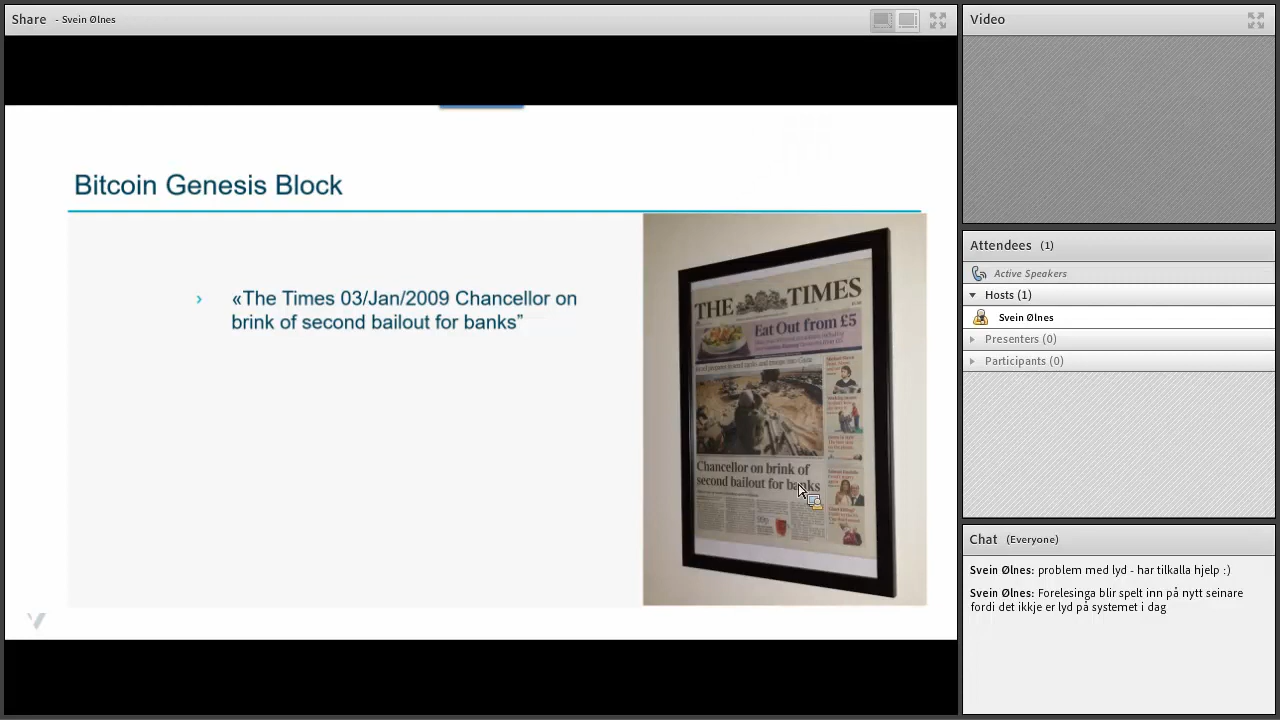 Share - Svein Ølnes
Bitcoin Genesis Block
› «The Times 03/Jan/2009 Chancellor on
brink of second bailout for banks”
THE TIMES
Eat Out from £5
Chancellor on brink of
second bailout for banks
Video
Attendees (1)
Active Speakers
Hosts (1)
Svein Ølnes
Presenters (0)
Participants (0)
Chat (Everyone)
Svein Ølnes: problem med lyd - har tilkalla hjelp :)
Svein Ølnes: Forelesinga blir spelt inn på nytt seinare
fordi det ikkje er lyd på systemet i dag